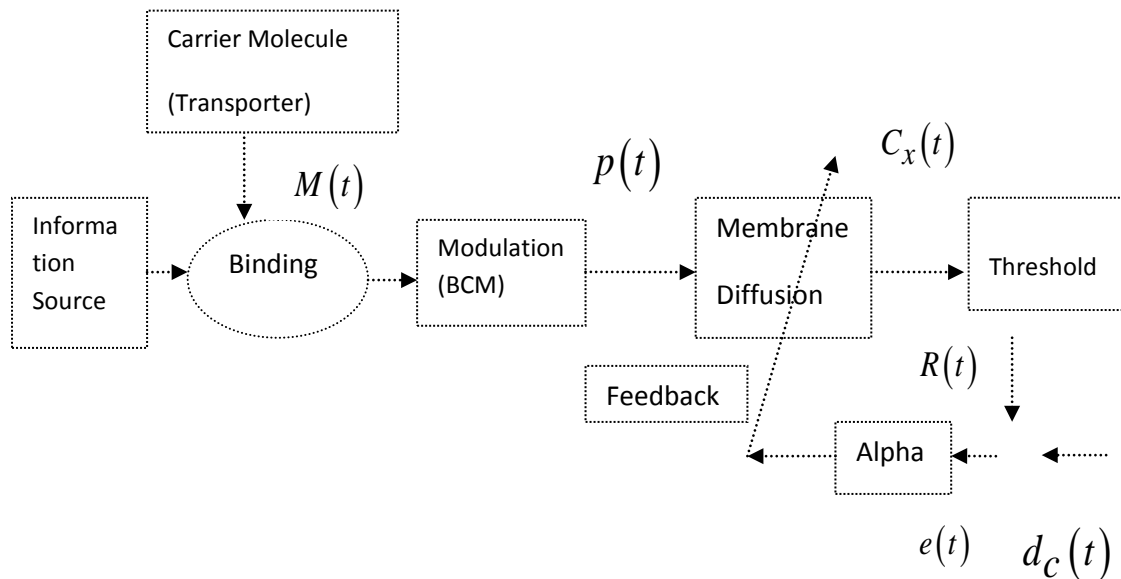 Carrier Molecule
(Transporter)
M(t)
p(t)
C_x(t)
Informa
tion
Source
Binding
Modulation
(BCM)
Membrane
Diffusion
Threshold
Feedback
R(t)
Alpha
e(t)
d_C(t)